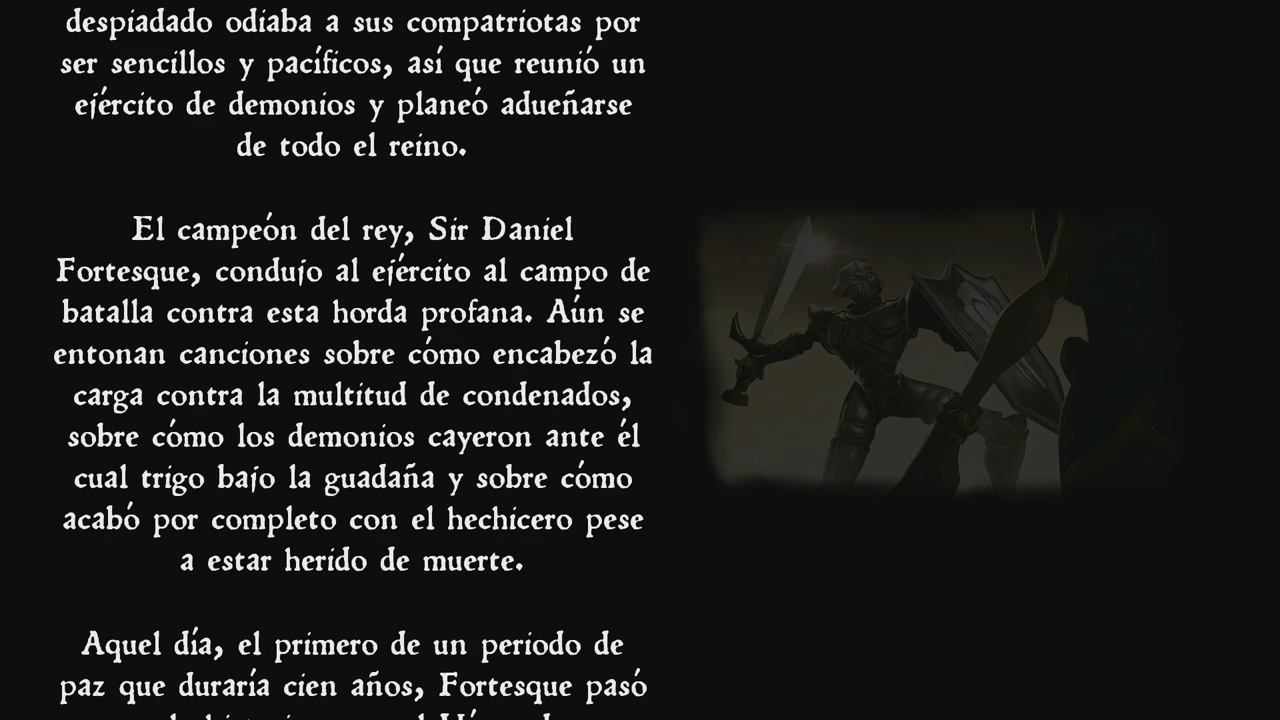 despiadado odiaba a sus compatriotas por
ser sencillos y pacíficos, así que reunió un
ejército de demonios y planeó adueñarse
de todo el reino.
El campeón del rey, Sir Daniel
Fortesque, condujo al ejército al campo de
batalla contra esta horda profana. Aún se
entonan canciones sobre cómo encabezó la
carga contra la multitud de condenados,
sobre cómo los demonios cayeron ante él
cual trigo bajo la guadaña y sobre cómo
acabó por completo con el hechicero pese
a estar herido de muerte.
Aquel día, el primero de un periodo de
paz que duraría cien años, Fortesque pasó